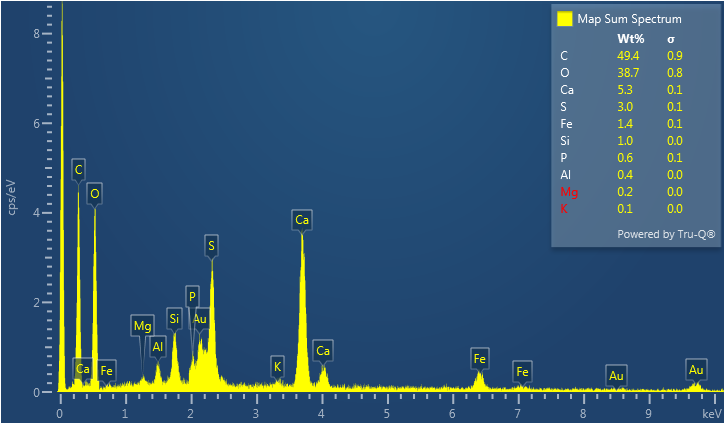 Map Sum Spectrum
Wt% σ
C 49.4 0.9
O 38.7 0.8
Ca 5.3 0.1
S 3.0 0.1
Fe 1.4 0.1
Si 1.0 0.0
P 0.6 0.1
Al 0.4 0.0
Mg 0.2 0.0
K 0.1 0.0
Powered by Tru-Q®
cps/eV
8
6
4
2
0
C
O
S
Ca
P
Mg Si Au
Al
Ca
K
Ca Fe
Fe
Fe
Au
Au
0 1 2 3 4 5 6 7 8 9 keV